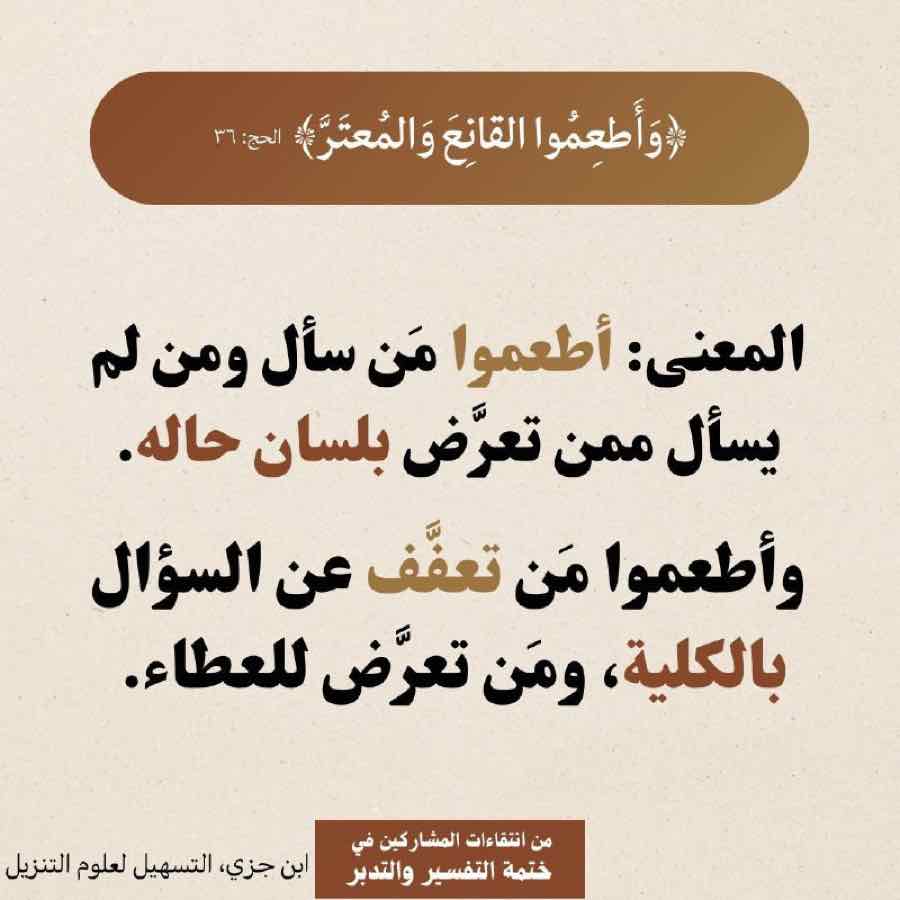 ﴿وَأَطعِمُوا القانِعَ وَالمُعتَرَّ﴾ الحج: ٣٦
المعنى: أطعموا مَن سأل ومن لم
يسأل ممن تعرَّض بلسان حاله.
وأطعموا مَن تعفَّف عن السؤال
بالكلية، ومَن تعرَّض للعطاء.
من انتقاءات المشاركين في
ختمة التفسير والتدبر
ابن جزي، التسهيل لعلوم التنزيل